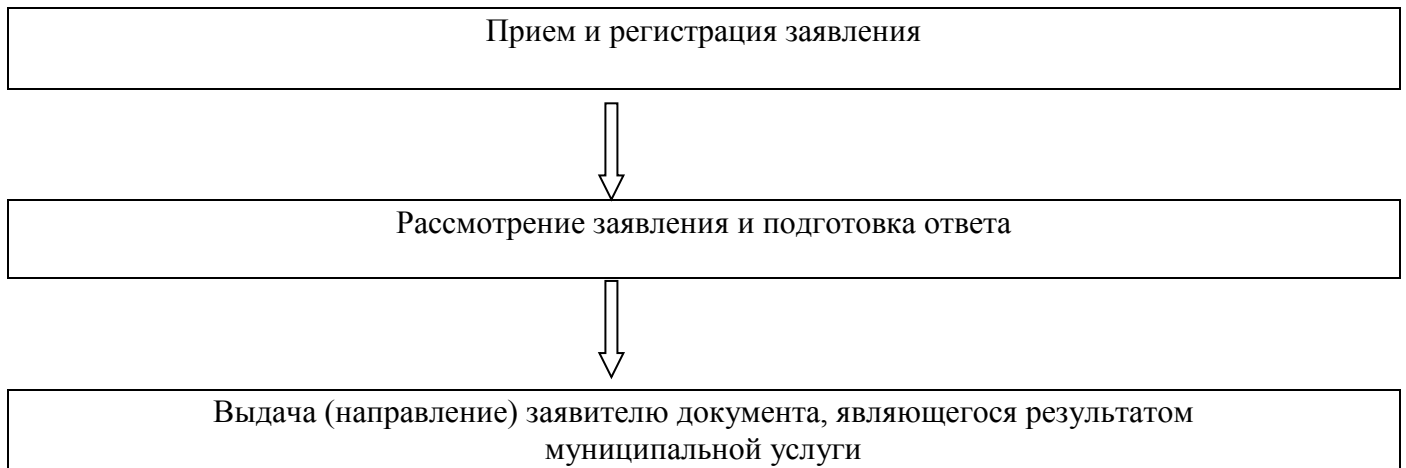 Прием и регистрация заявления
Рассмотрение заявления и подготовка ответа
Выдача (направление) заявителю документа, являющегося результатом
муниципальной услуги